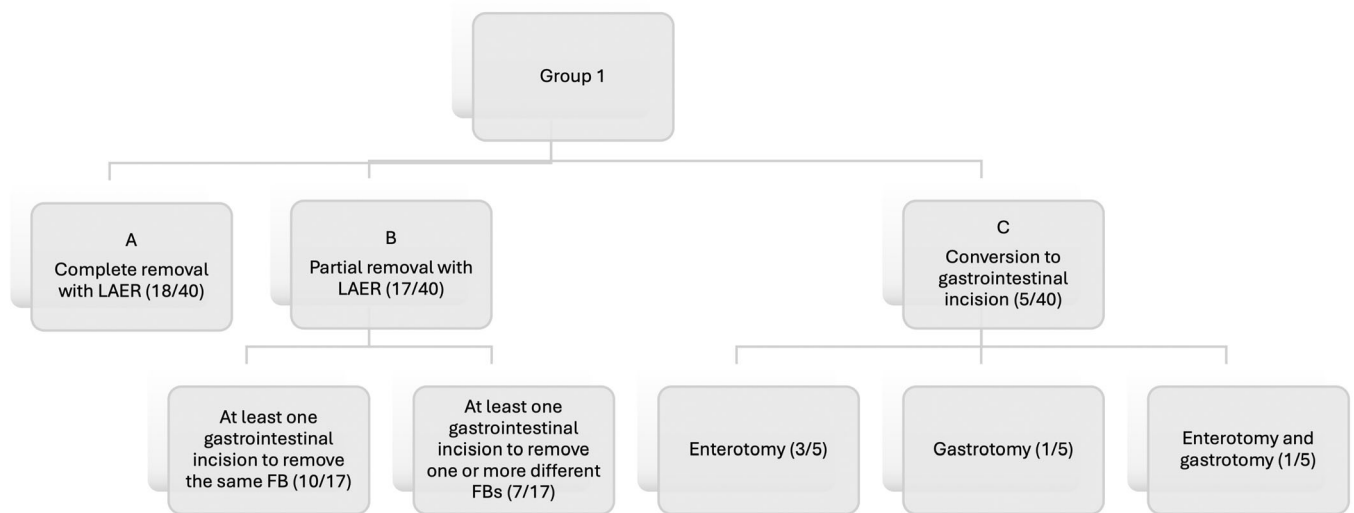 Group 1
A
Complete removal
with LAER (18/40)
B
Partial removal with
LAER (17/40)
C
Conversion to
gastrointestinal
incision (5/40)
At least one
gastrointestinal
incision to remove
the same FB (10/17)
At least one
gastrointestinal
incision to remove
one or more different
FBs (7/17)
Enterotomy (3/5)
Gastrotomy (1/5)
Enterotomy and
gastrotomy (1/5)